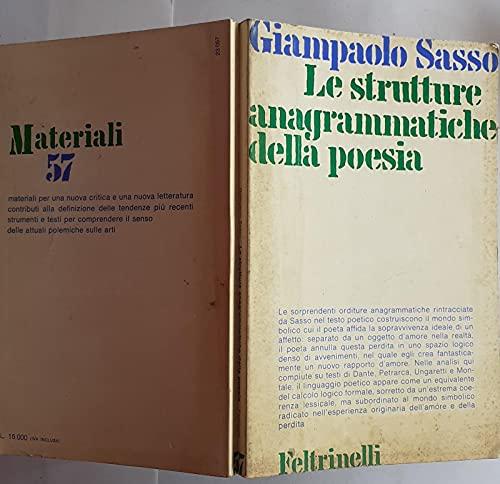 23 057
Materiali
57
materiali per una nuova critica e una nuova letteratura
contributi alla definizione delle tendenze più recenti
strumenti e testi per comprendere il senso
delle attuali polemiche sulle arti
L. 16.000 (IVA INCLUSA)
57
Giampaolo Sasso
Le strutture
anagrammatiche
della poesia
Le sorprendenti orditure anagrammatiche rintracciate
da Sasso nel testo poetico costruiscono il mondo sim-
bolico cui il poeta affida la sopravvivenza ideale di un
affetto: separato da un oggetto d'amore nella realtà,
il poeta annulla questa perdita in uno spazio logico
denso di avvenimenti, nel quale egli crea fantastica-
mente un nuovo rapporto d'amore. Nelle analisi qui
compiute su testi di Dante, Petrarca, Ungaretti e Mon-
tale, il linguaggio poetico appare come un equivalente
del calcolo logico formale, sorretto da un'estrema coe-
renza lessicale, ma subordinato al mondo simbolico
radicato nell'esperienza originaria dell'amore e della
perdita
Feltrinelli